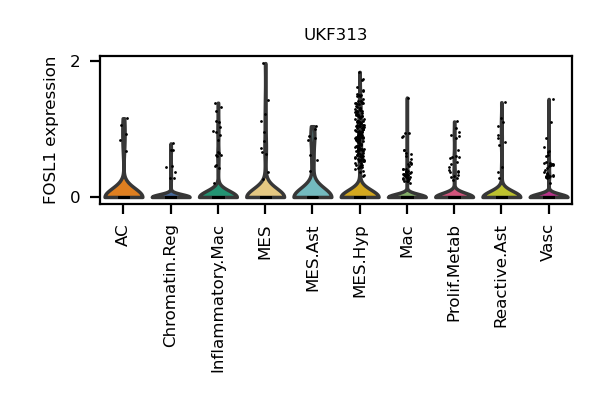 UKF313
FOSL1 expression
2
0
AC
Chromatin.Reg
Inflammatory.Mac
MES
MES.Ast
MES.Hyp
Mac
Prolif.Metab
Reactive.Ast
Vasc